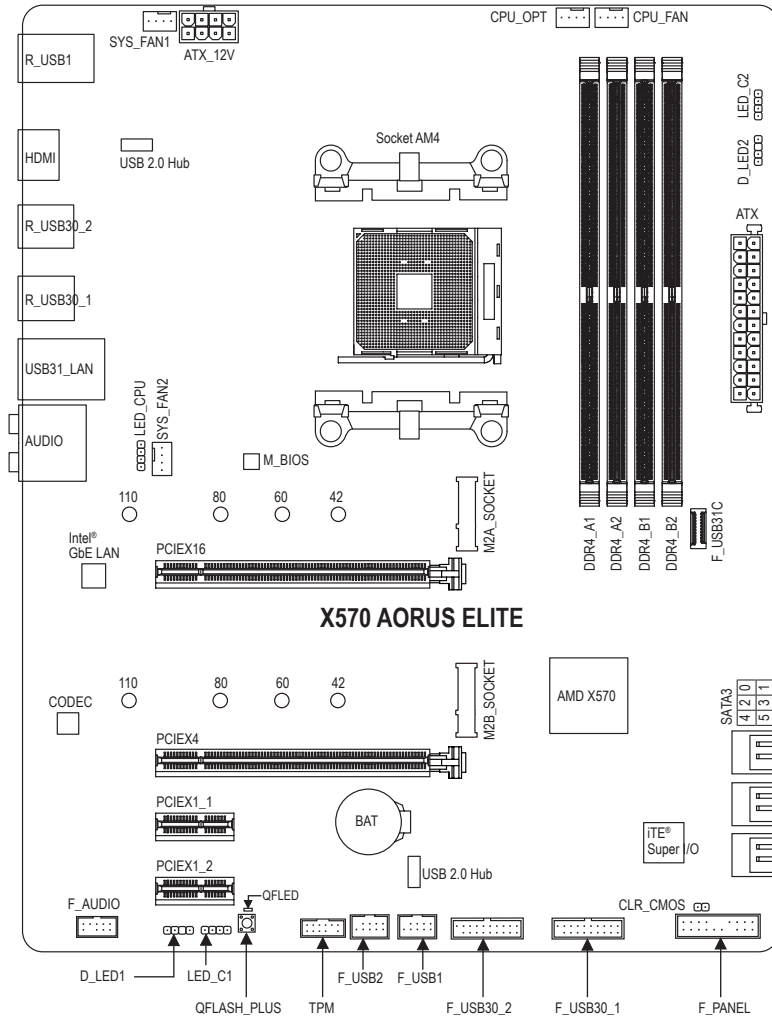 CPU_OPT
CPU_FAN
SYS_FAN1
ATX_12V
R_USB1
LED_C2
D_LED2
Socket AM4
HDMI
USB 2.0 Hub
R_USB30_2
ATX
R_USB30_1
USB31_LAN
LED_CPU
SYS_FAN2
AUDIO
M_BIOS
110
80
60
42
M2A_SOCKET
DDR4_A1
DDR4_A2
DDR4_B1
DDR4_B2
F_USB31C
Intel®
GbE LAN
PCIEX16
X570 AORUS ELITE
110
80
60
42
M2B_SOCKET
AMD X570
CODEC
SATA3
4 2 0
5 3 1
PCIEX4
PCIEX1_1
BAT
iTE®
Super I/O
PCIEX1_2
USB 2.0 Hub
QFLED
F_AUDIO
CLR_CMOS
D_LED1
LED_C1
F_USB2
F_USB1
QFLASH_PLUS
TPM
F_USB30_2
F_USB30_1
F_PANEL